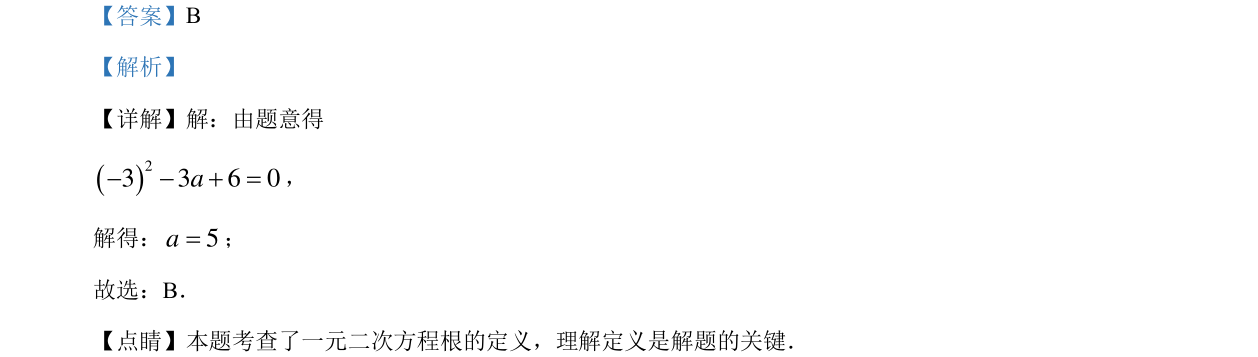 【答案】B
【解析】
【详解】解：由题意得
(−3)² − 3a + 6 = 0，
解得：a = 5；
故选：B．
【点睛】本题考查了一元二次方程根的定义，理解定义是解题的关键．